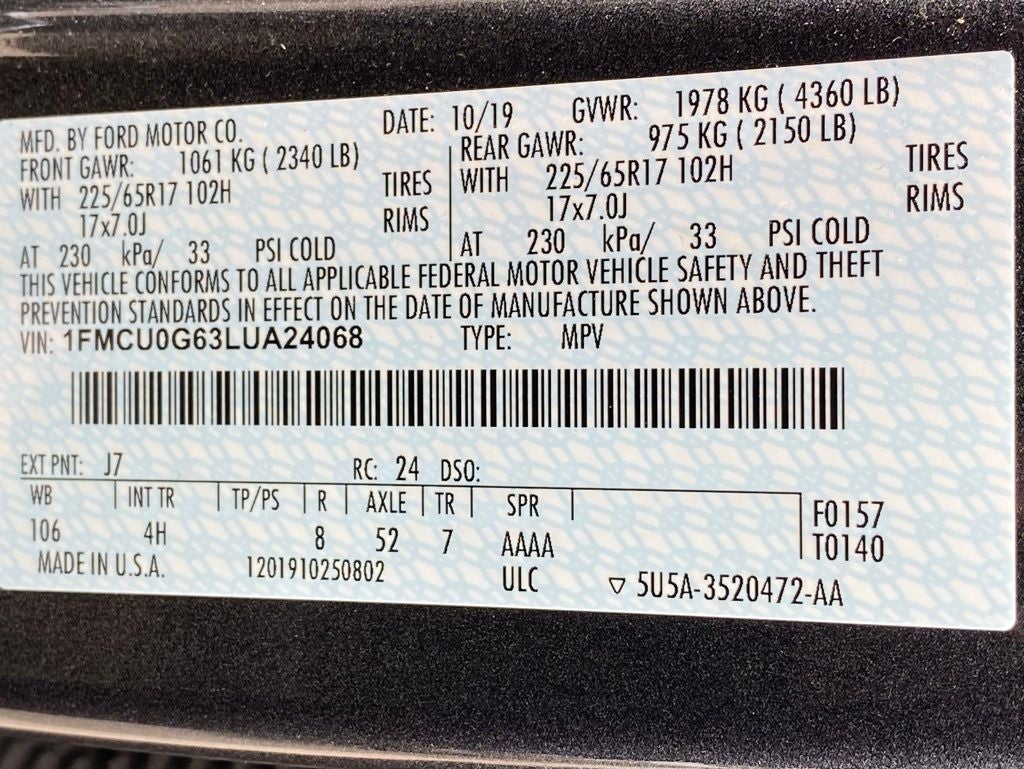 MFD. BY FORD MOTOR CO. DATE: 10/19 GVWR: 1978 KG ( 4360 LB)
FRONT GAWR: 1061 KG ( 2340 LB) REAR GAWR: 975 KG ( 2150 LB)
WITH 225/65R17 102H TIRES WITH 225/65R17 102H TIRES
17x7.0J RIMS 17x7.0J RIMS
AT 230 kPa/ 33 PSI COLD AT 230 kPa/ 33 PSI COLD
THIS VEHICLE CONFORMS TO ALL APPLICABLE FEDERAL MOTOR VEHICLE SAFETY AND THEFT
PREVENTION STANDARDS IN EFFECT ON THE DATE OF MANUFACTURE SHOWN ABOVE.
VIN: 1FMCU0G63LUA24068 TYPE: MPV
EXT PNT: J7 RC: 24 DSO:
WB INT TR TP/PS R AXLE TR SPR F0157
106 4H 8 52 7 AAAA T0140
MADE IN U.S.A. 1201910250802 ULC ▽ 5U5A-3520472-AA